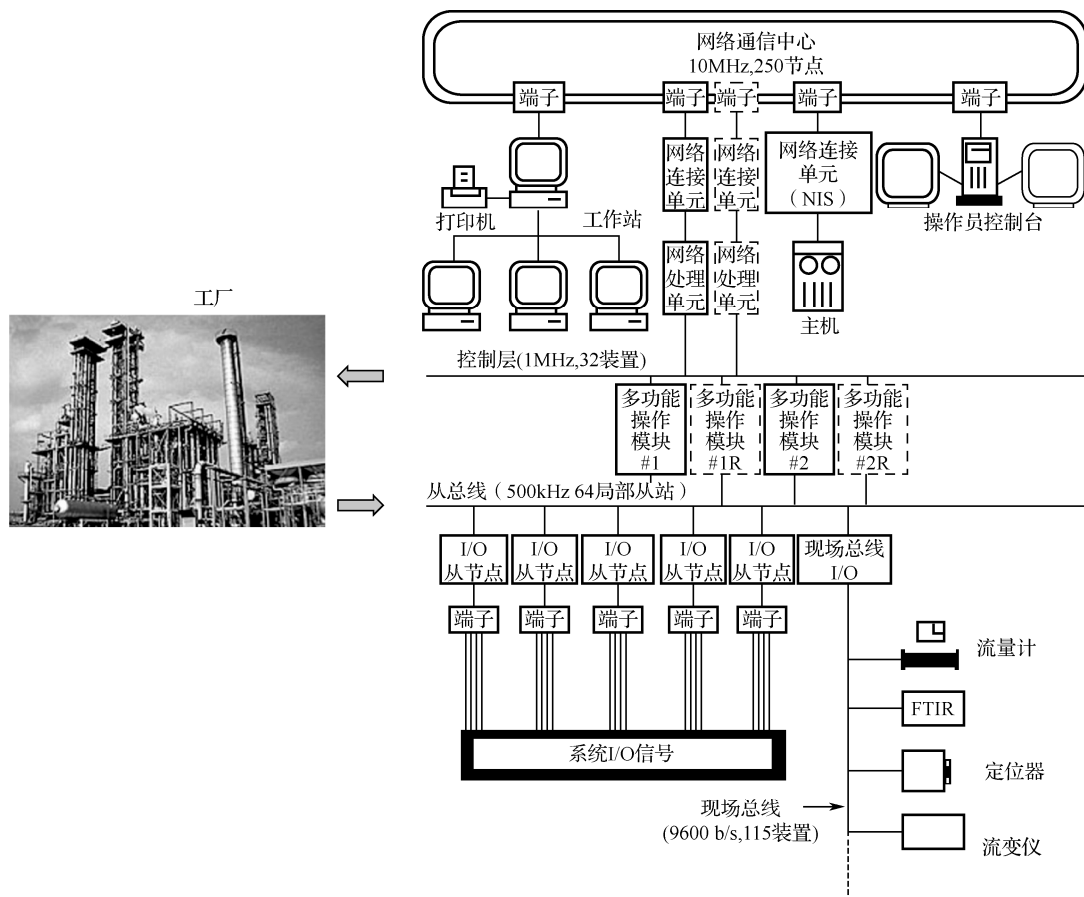 网络通信中心
10MHz,250节点
端子
端子
端子
端子
端子
网络
连接
单元
网络
连接
单元
网络连接
单元
（NIS）
打印机
工作站
操作员控制台
网络
处理
单元
网络
处理
单元
主机
工厂
控制层(1MHz,32装置)
多功能
操作
模块
#1
多功能
操作
模块
#1R
多功能
操作
模块
#2
多功能
操作
模块
#2R
从总线（500kHz 64局部从站）
I/O
从节点
I/O
从节点
I/O
从节点
I/O
从节点
I/O
从节点
现场总线
I/O
端子
端子
端子
端子
端子
流量计
FTIR
系统I/O信号
定位器
现场总线
(9600 b/s,115装置)
流变仪